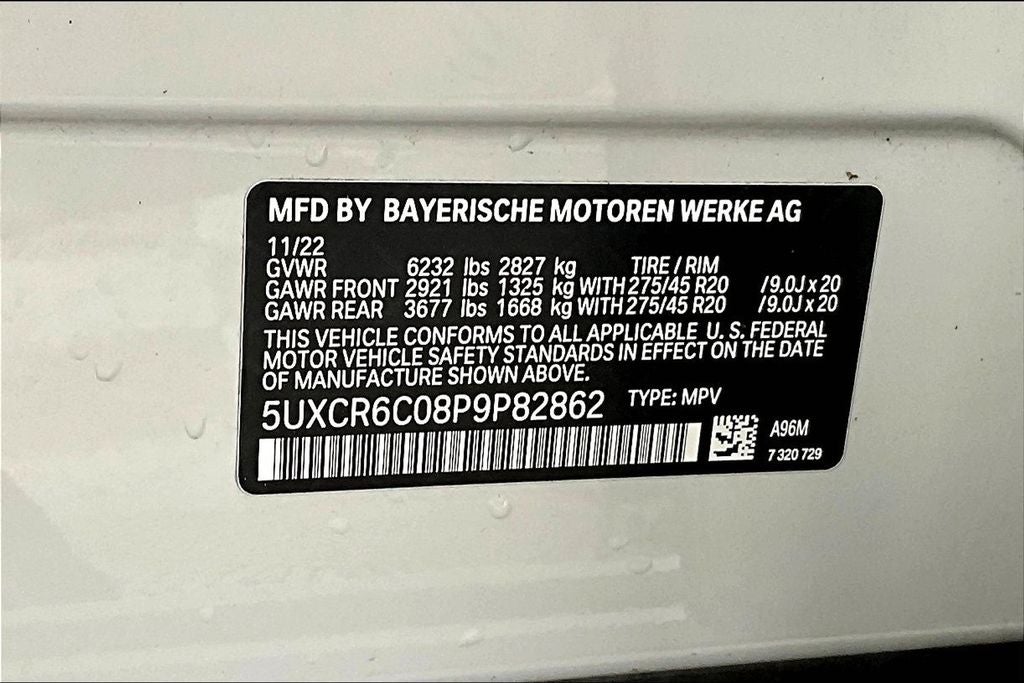 MFD BY BAYERISCHE MOTOREN WERKE AG
11/22
GVWR 6232 lbs 2827 kg TIRE / RIM
GAWR FRONT 2921 lbs 1325 kg WITH 275/45 R20 /9.0J x 20
GAWR REAR 3677 lbs 1668 kg WITH 275/45 R20 /9.0J x 20
THIS VEHICLE CONFORMS TO ALL APPLICABLE U. S. FEDERAL
MOTOR VEHICLE SAFETY STANDARDS IN EFFECT ON THE DATE
OF MANUFACTURE SHOWN ABOVE.
5UXCR6C08P9P82862 TYPE: MPV
A96M
7 320 729